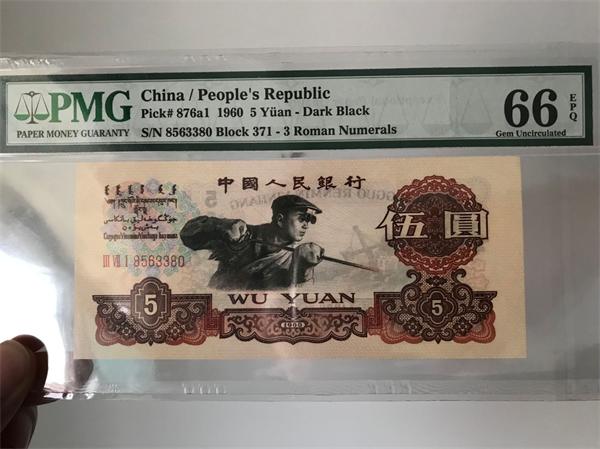 PMG
PAPER MONEY GUARANTY
China / People's Republic
Pick# 876a1 1960 5 Yüan - Dark Black
S/N 8563380 Block 371 - 3 Roman Numerals
66 EPQ
Gem Uncirculated
中國人民銀行
伍圓
III VII I 8563380
WU YUAN
5
5
1960